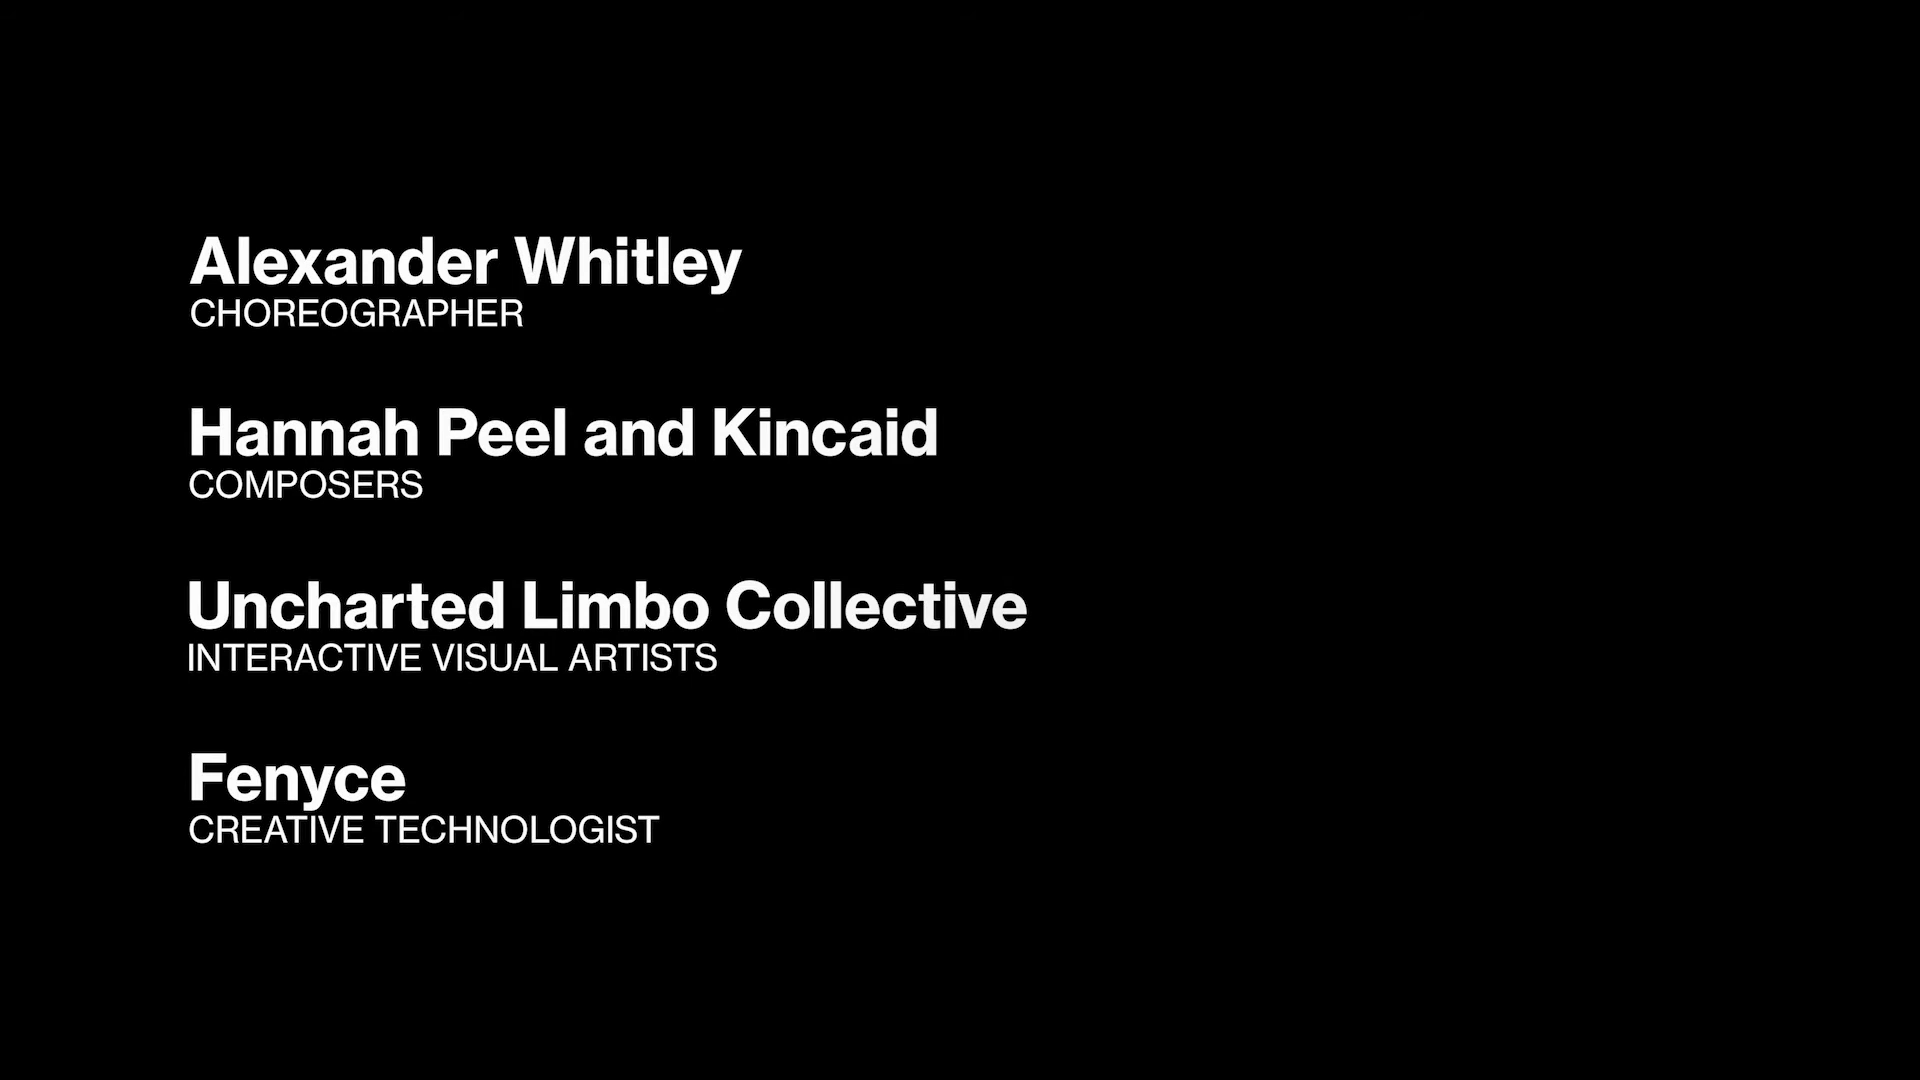 Alexander Whitley
CHOREOGRAPHER
Hannah Peel and Kincaid
COMPOSERS
Uncharted Limbo Collective
INTERACTIVE VISUAL ARTISTS
Fenyce
CREATIVE TECHNOLOGIST